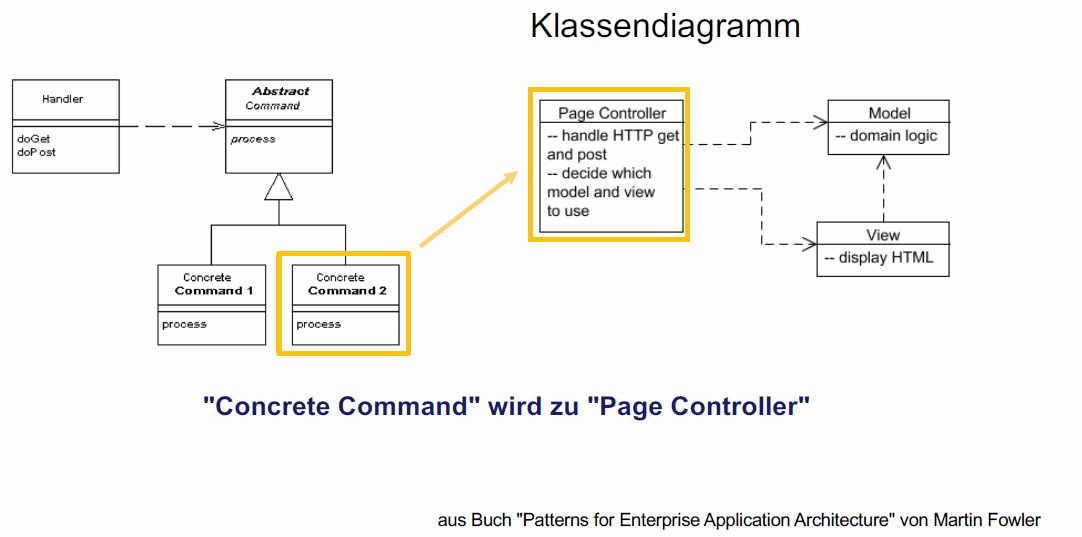 Klassendiagramm
Handler
doGet
doPost
Abstract
Command
process
Concrete
Command 1
process
Concrete
Command 2
process
Page Controller
-- handle HTTP get
and post
-- decide which
model and view
to use
Model
-- domain logic
View
-- display HTML
"Concrete Command" wird zu "Page Controller"
aus Buch "Patterns for Enterprise Application Architecture" von Martin Fowler